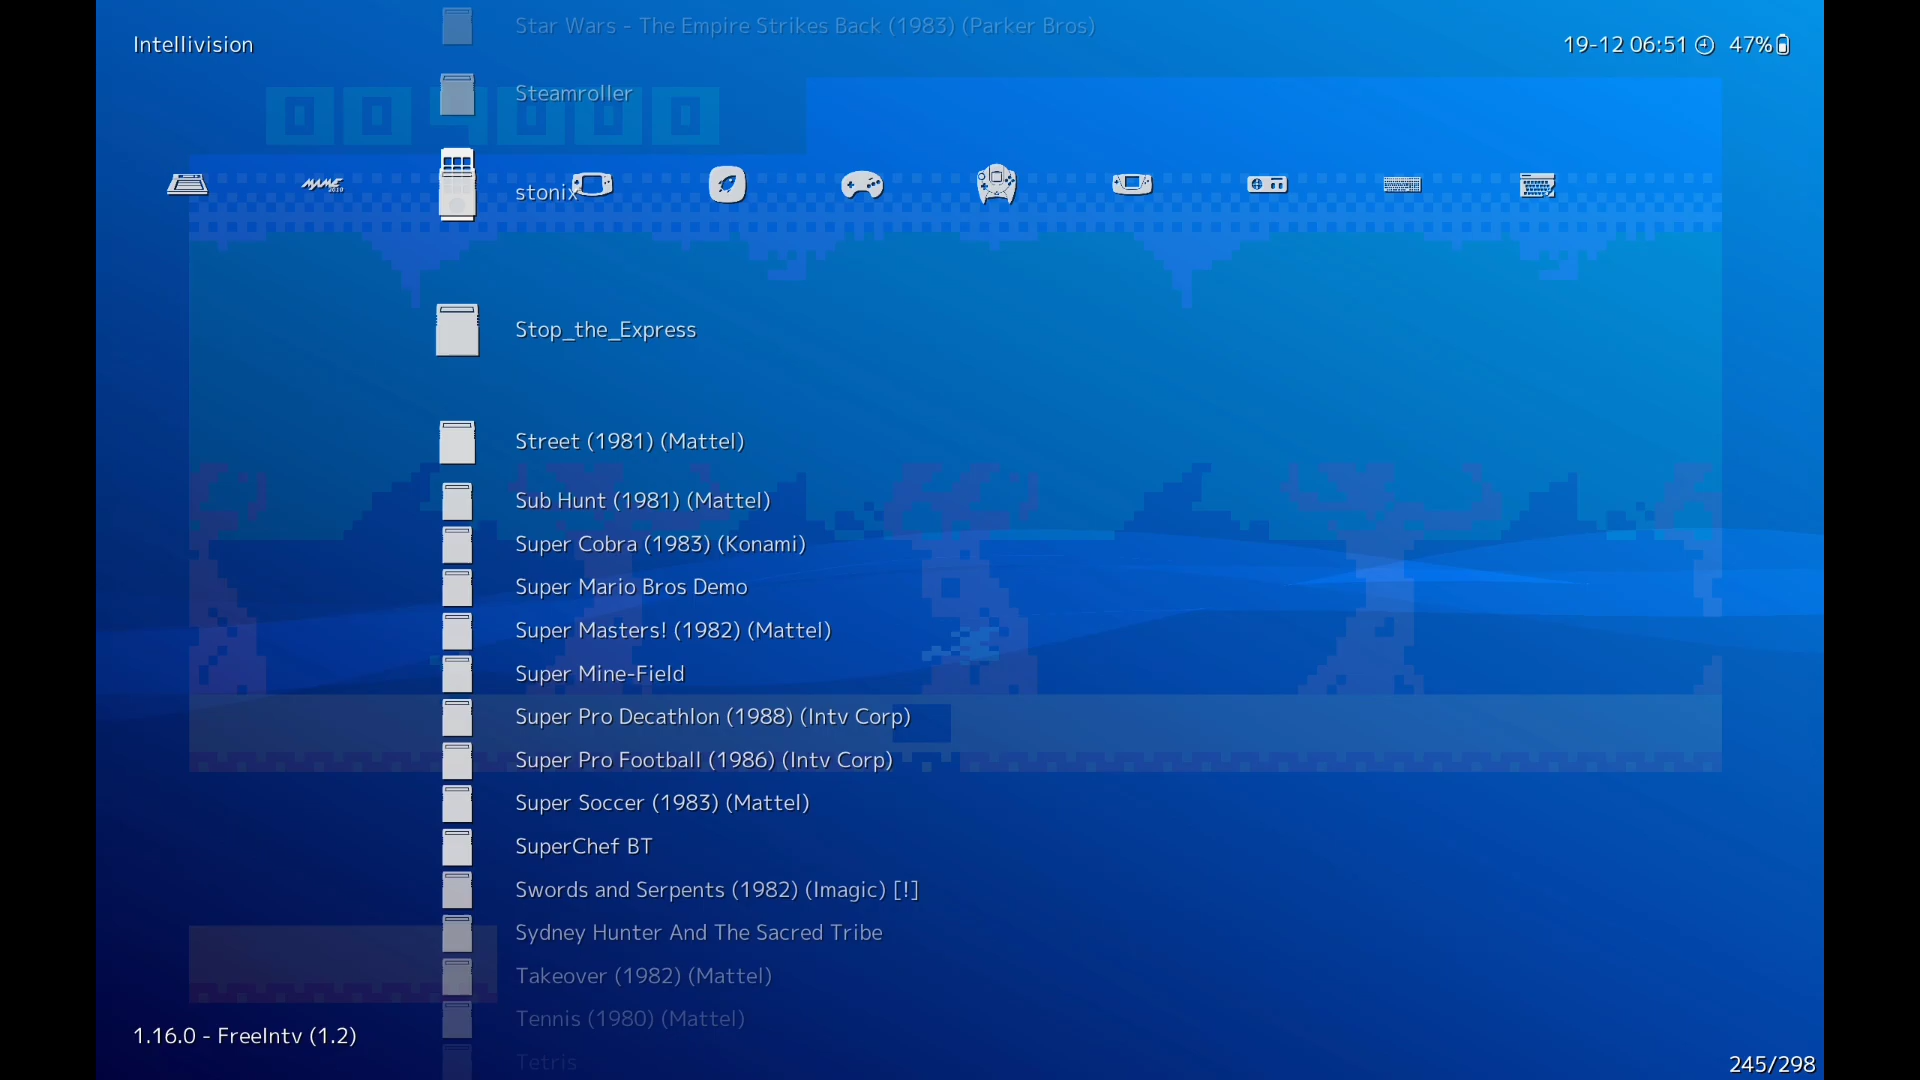 Star Wars - The Empire Strikes Back (1983) (Parker Bros)
Intellivision
19-12 06:51 47%
Steamroller
MAME 2010
stonix
Stop_the_Express
Street (1981) (Mattel)
Sub Hunt (1981) (Mattel)
Super Cobra (1983) (Konami)
Super Mario Bros Demo
Super Masters! (1982) (Mattel)
Super Mine-Field
Super Pro Decathlon (1988) (Intv Corp)
Super Pro Football (1986) (Intv Corp)
Super Soccer (1983) (Mattel)
SuperChef BT
Swords and Serpents (1982) (Imagic) [!]
Sydney Hunter And The Sacred Tribe
Takeover (1982) (Mattel)
Tennis (1980) (Mattel)
1.16.0 - FreeIntv (1.2)
Tetris
245/298